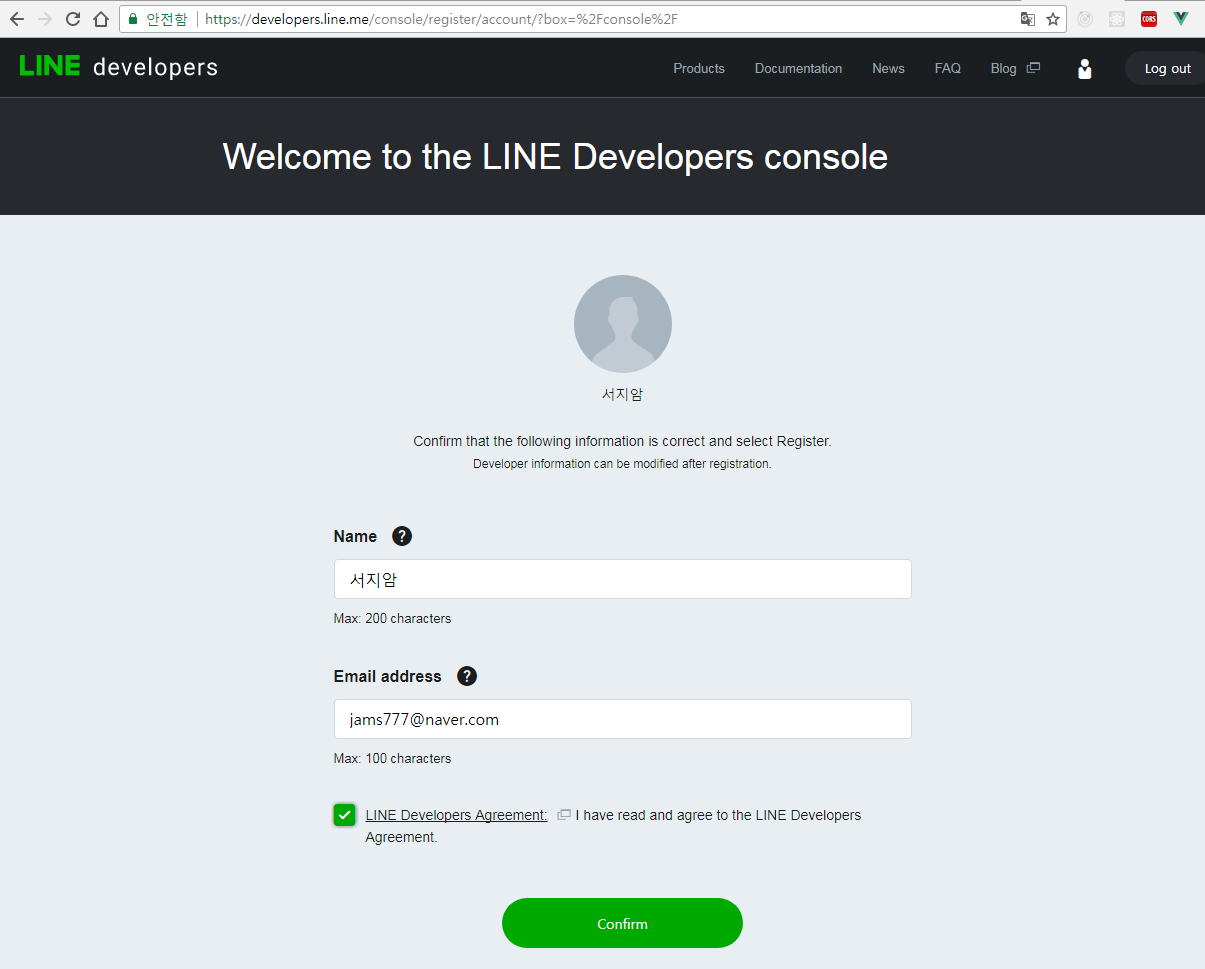 안전함 https://developers.line.me/console/register/account/?box=%2Fconsole%2F CORS
LINE developers Products Documentation News FAQ Blog Log out
Welcome to the LINE Developers console
서지암
Confirm that the following information is correct and select Register.
Developer information can be modified after registration.
Name ?
서지암
Max: 200 characters
Email address ?
jams777@naver.com
Max: 100 characters
LINE Developers Agreement: I have read and agree to the LINE Developers
Agreement.
Confirm